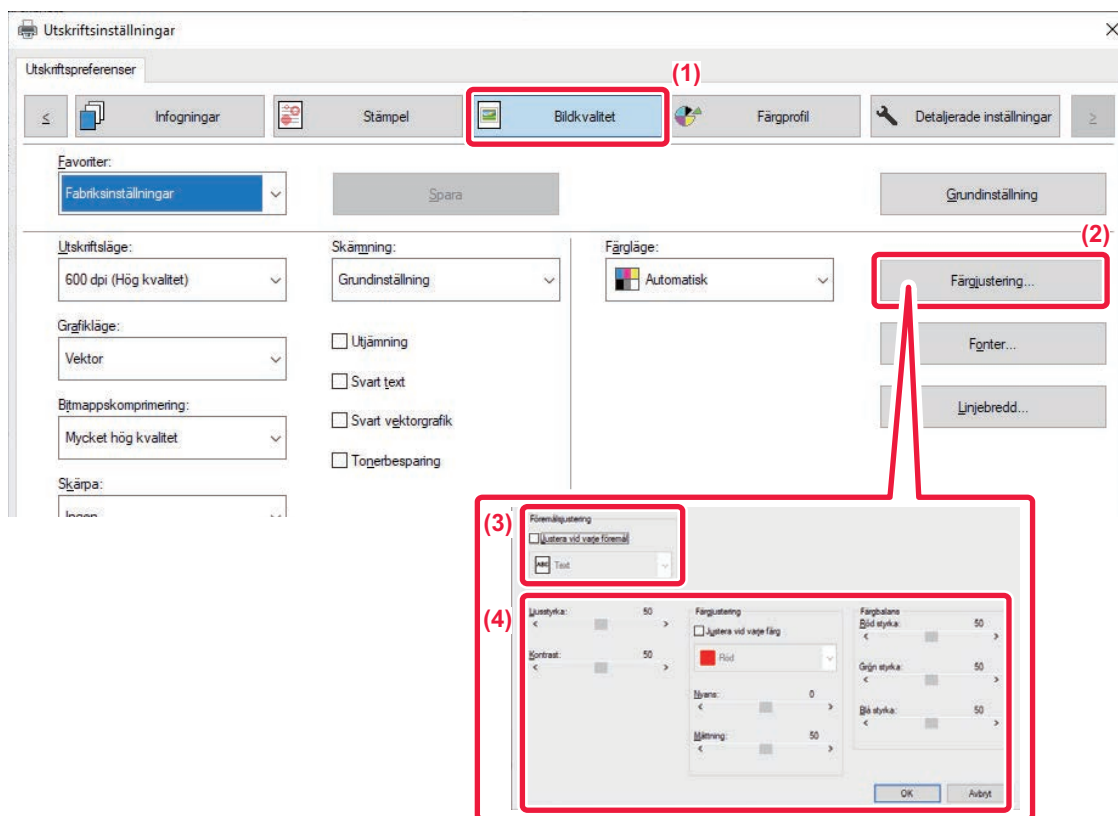 Utskriftsinställningar
Utskriftspreferenser
(1)
<
Infogningar
Stämpel
Bildkvalitet
Färgprofil
Detaljerade inställningar
>
Favoriter:
Fabriksinställningar
Spara
Grundinställning
(2)
Utskriftsläge:
600 dpi (Hög kvalitet)
Skärmning:
Grundinställning
Färgläge:
Automatisk
Färgjustering...
Grafikläge:
Vektor
Utjämning
Fonter...
Svart text
Bitmappskomprimering:
Mycket hög kvalitet
Svart vektorgrafik
Linjebredd...
Tonerbesparing
Skärpa:
Ingen
(3)
Föremålsjustering
Justera vid varje föremål
ABC Text
(4)
Ljusstyrka: 50
< >
Kontrast: 50
< >
Färgjustering
Justera vid varje färg
Röd
Nyans: 0
< >
Mättning: 50
< >
Färgbalans
Röd styrka: 50
< >
Grön styrka: 50
< >
Blå styrka: 50
< >
OK
Avbryt